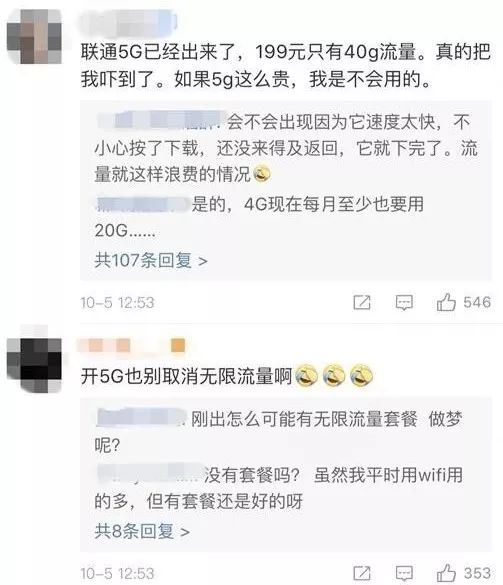 联通5G已经出来了，199元只有40g流量。真的把
我吓到了。如果5g这么贵，我是不会用的。
: 会不会出现因为它速度太快，不
小心按了下载，还没来得及返回，它就下完了。流
量就这样浪费的情况🤣
: 是的，4G现在每月至少也要用
20G......
共107条回复 >
10-5 12:53
546
开5G也别取消无限流量啊🤣🤣🤣
: 刚出怎么可能有无限流量套餐 做梦
呢?
: 没有套餐吗? 虽然我平时用wifi用
的多，但有套餐还是好的呀
共8条回复 >
10-5 12:53
353